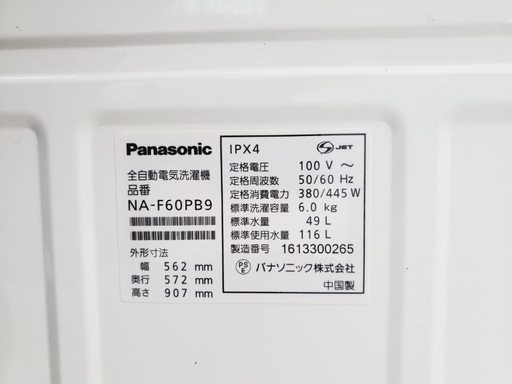 Panasonic
全自動電気洗濯機
品番
NA-F60PB9
外形寸法
幅 562 mm
奥行 572 mm
高さ 907 mm
IPX4
S JET
定格電圧 100 V ～
定格周波数 50/60 Hz
定格消費電力 380/445 W
標準洗濯容量 6.0 kg
標準水量 49 L
標準使用水量 116 L
製造番号 1613300265
PS E パナソニック株式会社
中国製